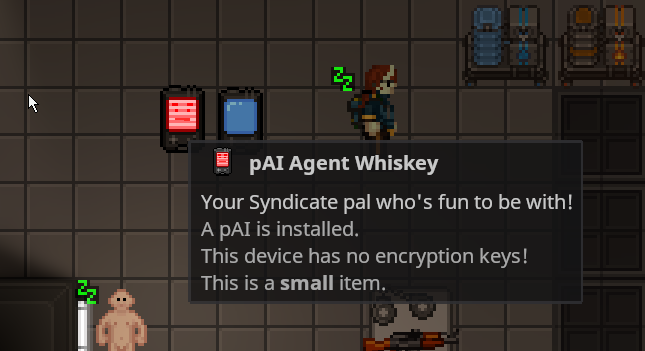 pAI Agent Whiskey
Your Syndicate pal who's fun to be with!
A pAI is installed.
This device has no encryption keys!
This is a small item.